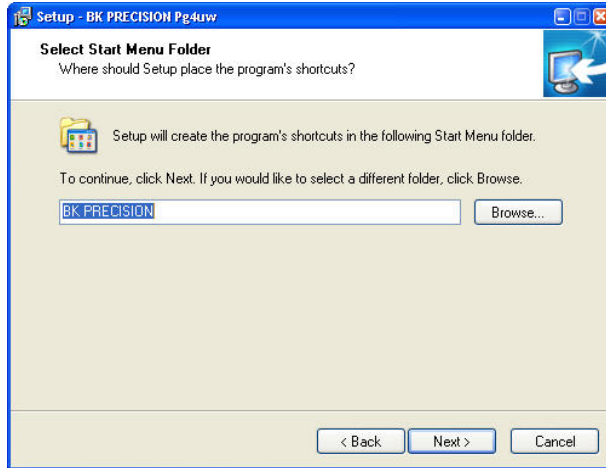 Setup - BK PRECISION Pg4uw
Select Start Menu Folder
Where should Setup place the program's shortcuts?
Setup will create the program's shortcuts in the following Start Menu folder.
To continue, click Next. If you would like to select a different folder, click Browse.
BK PRECISION
Browse...
< Back
Next >
Cancel